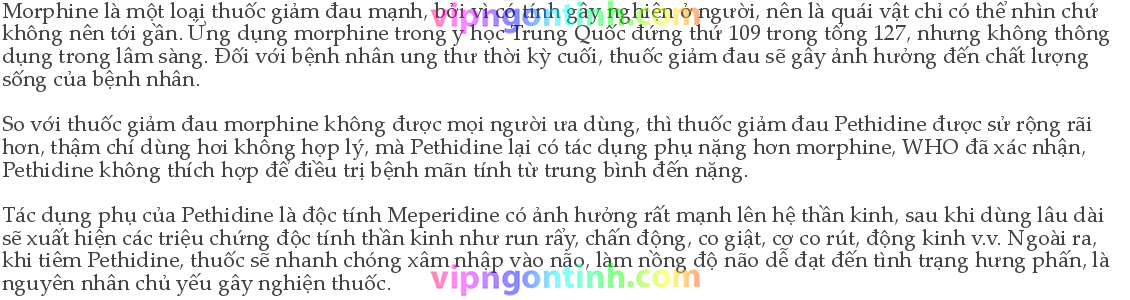 Morphine là một loại thuốc giảm đau mạnh, bởi vì có tính gây nghiện ở người, nên là quái vật chỉ có thể nhìn chứ
không nên tới gần. Ứng dụng morphine trong y học Trung Quốc đứng thứ 109 trong tổng 127, nhưng không thông
dụng trong lâm sàng. Đối với bệnh nhân ung thư thời kỳ cuối, thuốc giảm đau sẽ gây ảnh hưởng đến chất lượng
sống của bệnh nhân.
So với thuốc giảm đau morphine không được mọi người ưa dùng, thì thuốc giảm đau Pethidine được sử rộng rãi
hơn, thậm chí dùng hơi không hợp lý, mà Pethidine lại có tác dụng phụ nặng hơn morphine, WHO đã xác nhận,
Pethidine không thích hợp để điều trị bệnh mãn tính từ trung bình đến nặng.
Tác dụng phụ của Pethidine là độc tính Meperidine có ảnh hưởng rất mạnh lên hệ thần kinh, sau khi dùng lâu dài
sẽ xuất hiện các triệu chứng độc tính thần kinh như run rẩy, chấn động, co giật, cơ co rút, động kinh v.v. Ngoài ra,
khi tiêm Pethidine, thuốc sẽ nhanh chóng xâm nhập vào não, làm nồng độ não dễ đạt đến tình trạng hưng phấn, là
nguyên nhân chủ yếu gây nghiện thuốc.
vipngontinh.com
vipngontinh.com